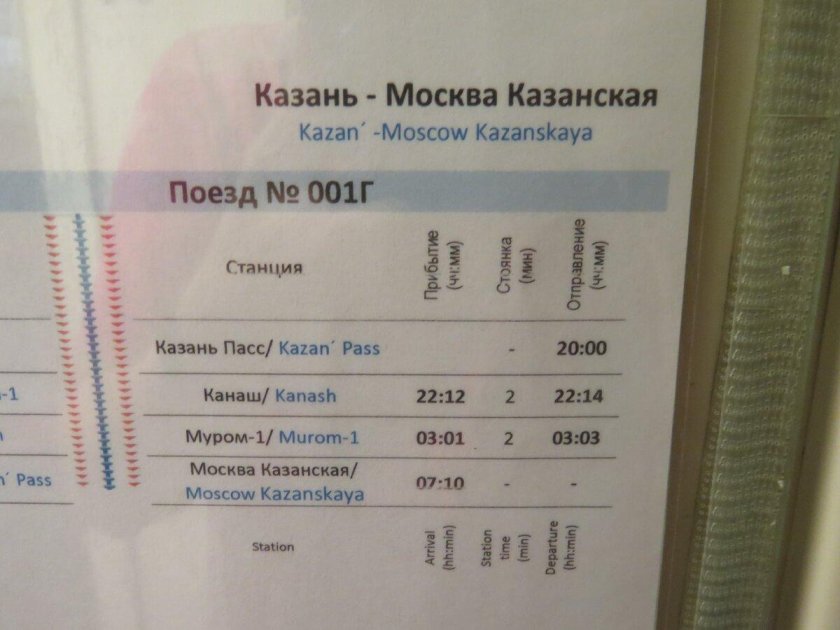 Казань - Москва Казанская
Kazan´ -Moscow Kazanskaya
Поезд № 001Г
Станция Прибытие (чч:мм) Стоянка (мин) Отправление (чч:мм)
Казань Пасс/ Kazan´ Pass - 20:00
-1 Канаш/ Kanash 22:12 2 22:14
Муром-1/ Murom-1 03:01 2 03:03
Москва Казанская/
´ Pass Moscow Kazanskaya 07:10 - -
Station Arrival (hh:min) Station time (min) Departure (hh:min)